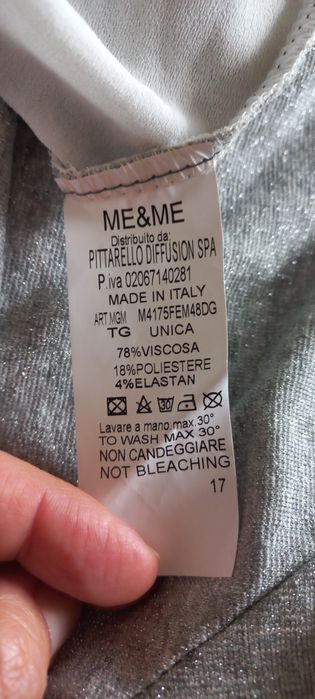 ME&ME
Distribuito da:
PITTARELLO DIFFUSION SPA
P.iva 02067140281
MADE IN ITALY
ART.MGM M4175FEM48DG
TG UNICA
78%VISCOSA
18%POLIESTERE
4%ELASTAN
30
Lavare a mano.max.30°
TO WASH MAX 30°
NON CANDEGGIARE
NOT BLEACHING
17